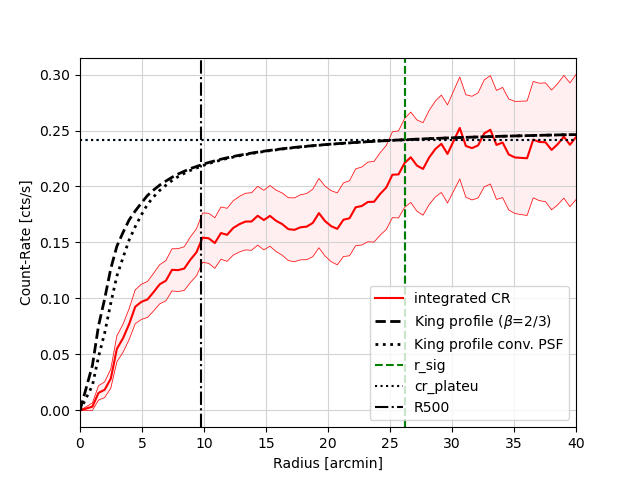 0.30
0.25
0.20
0.15
0.10
0.05
0.00
Count-Rate [cts/s]
integrated CR
King profile (β=2/3)
King profile conv. PSF
r_sig
cr_plateu
R500
0 5 10 15 20 25 30 35 40
Radius [arcmin]